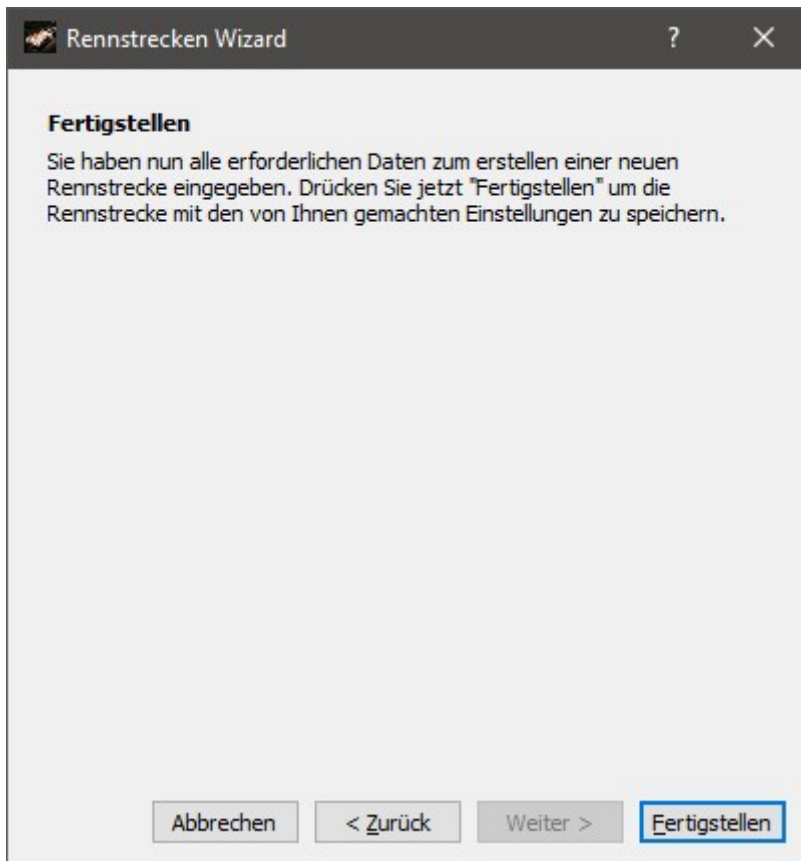 Rennstrecken Wizard
?
Fertigstellen
Sie haben nun alle erforderlichen Daten zum erstellen einer neuen
Rennstrecke eingegeben. Drücken Sie jetzt "Fertigstellen" um die
Rennstrecke mit den von Ihnen gemachten Einstellungen zu speichern.
Abbrechen < Zurück Weiter > Fertigstellen